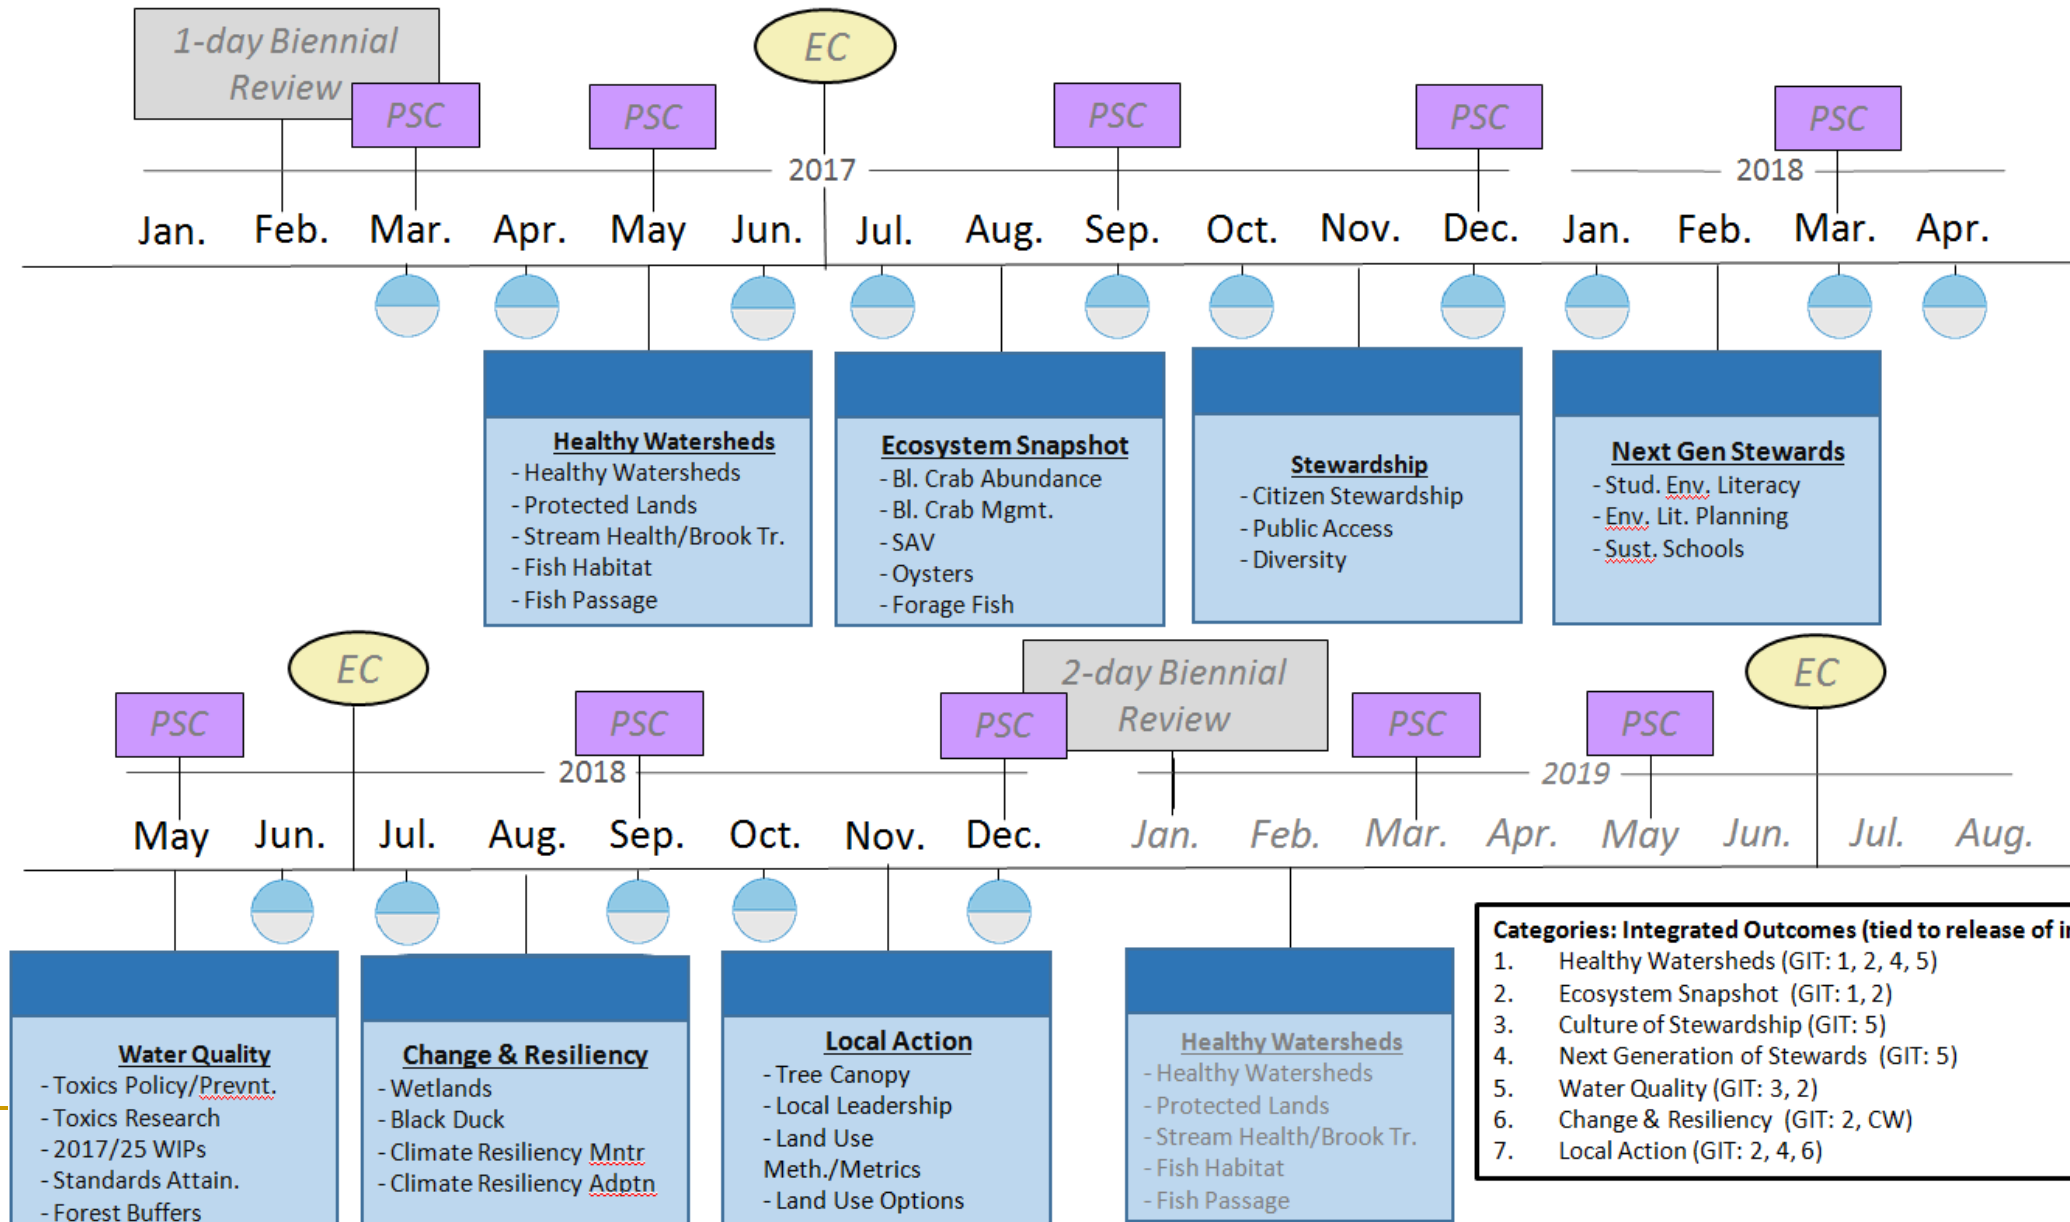 1-day Biennial
Review
PSC
PSC
EC
PSC
PSC
PSC
2017
2018
Jan.
Feb.
Mar.
Apr.
May
Jun.
Jul.
Aug.
Sep.
Oct.
Nov.
Dec.
Jan.
Feb.
Mar.
Apr.
Healthy Watersheds
- Healthy Watersheds
- Protected Lands
- Stream Health/Brook Tr.
- Fish Habitat
- Fish Passage
Ecosystem Snapshot
- Bl. Crab Abundance
- Bl. Crab Mgmt.
- SAV
- Oysters
- Forage Fish
Stewardship
- Citizen Stewardship
- Public Access
- Diversity
Next Gen Stewards
- Stud. Env. Literacy
- Env. Lit. Planning
- Sust. Schools
PSC
EC
PSC
PSC
2-day Biennial
Review
PSC
PSC
EC
2018
2019
May
Jun.
Jul.
Aug.
Sep.
Oct.
Nov.
Dec.
Jan.
Feb.
Mar.
Apr.
May
Jun.
Jul.
Aug.
Water Quality
- Toxics Policy/Prevnt.
- Toxics Research
- 2017/25 WIPs
- Standards Attain.
- Forest Buffers
Change & Resiliency
- Wetlands
- Black Duck
- Climate Resiliency Mntr
- Climate Resiliency Adptn
Local Action
- Tree Canopy
- Local Leadership
- Land Use
Meth./Metrics
- Land Use Options
Healthy Watersheds
- Healthy Watersheds
- Protected Lands
- Stream Health/Brook Tr.
- Fish Habitat
- Fish Passage
Categories: Integrated Outcomes (tied to release of
1. Healthy Watersheds (GIT: 1, 2, 4, 5)
2. Ecosystem Snapshot (GIT: 1, 2)
3. Culture of Stewardship (GIT: 5)
4. Next Generation of Stewards (GIT: 5)
5. Water Quality (GIT: 3, 2)
6. Change & Resiliency (GIT: 2, CW)
7. Local Action (GIT: 2, 4, 6)